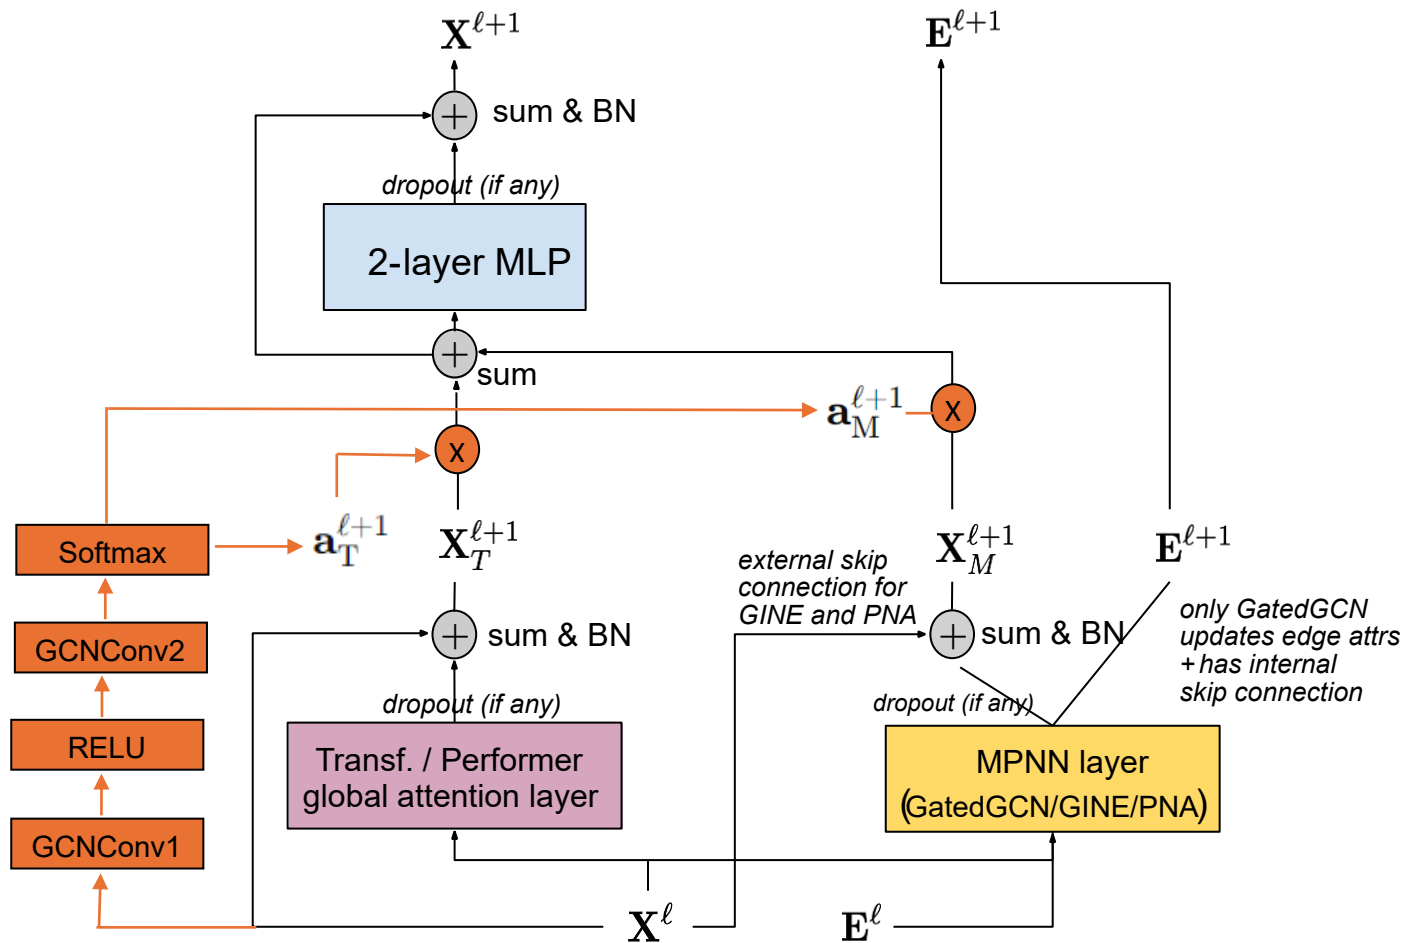 X^{ℓ+1}
E^{ℓ+1}
+ sum & BN
dropout (if any)
2-layer MLP
+
sum
a_M^{ℓ+1}
x
x
Softmax
a_T^{ℓ+1}
X_T^{ℓ+1}
external skip
connection for
GINE and PNA
X_M^{ℓ+1}
E^{ℓ+1}
only GatedGCN
updates edge attrs
+has internal
skip connection
GCNConv2
+ sum & BN
+ sum & BN
dropout (if any)
dropout (if any)
RELU
Transf. / Performer
global attention layer
MPNN layer
(GatedGCN/GINE/PNA)
GCNConv1
X^ℓ
E^ℓ